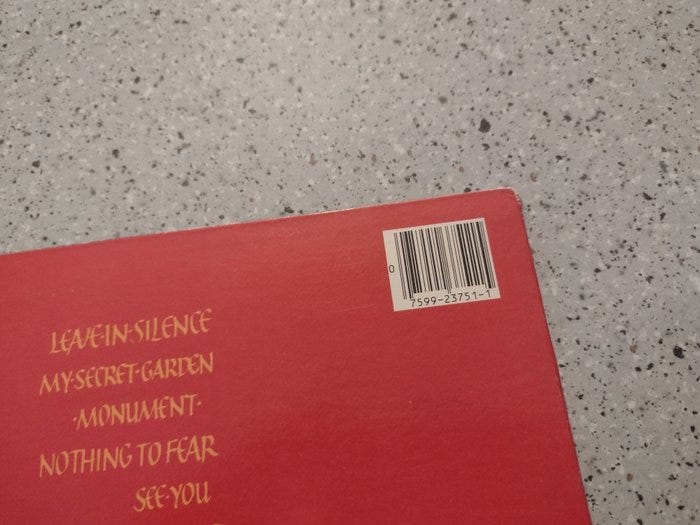 0
7599-23751-1
LEAVE·IN·SILENCE
MY·SECRET·GARDEN
·MONUMENT·
NOTHING TO FEAR
SEE·YOU